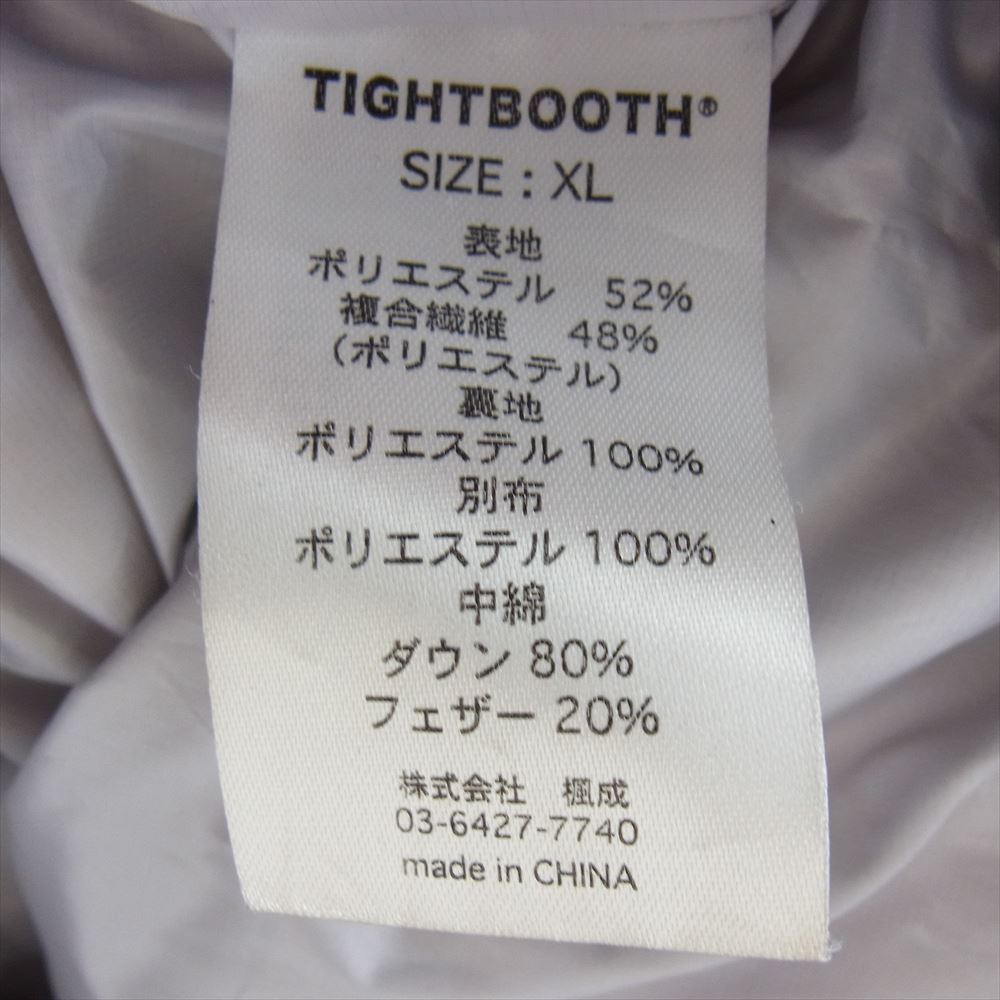 TIGHTBOOTH®
SIZE : XL
表地
ポリエステル 52%
複合繊維 48%
(ポリエステル)
裏地
ポリエステル 100%
別布
ポリエステル 100%
中綿
ダウン 80%
フェザー 20%
株式会社 楓成
03-6427-7740
made in CHINA